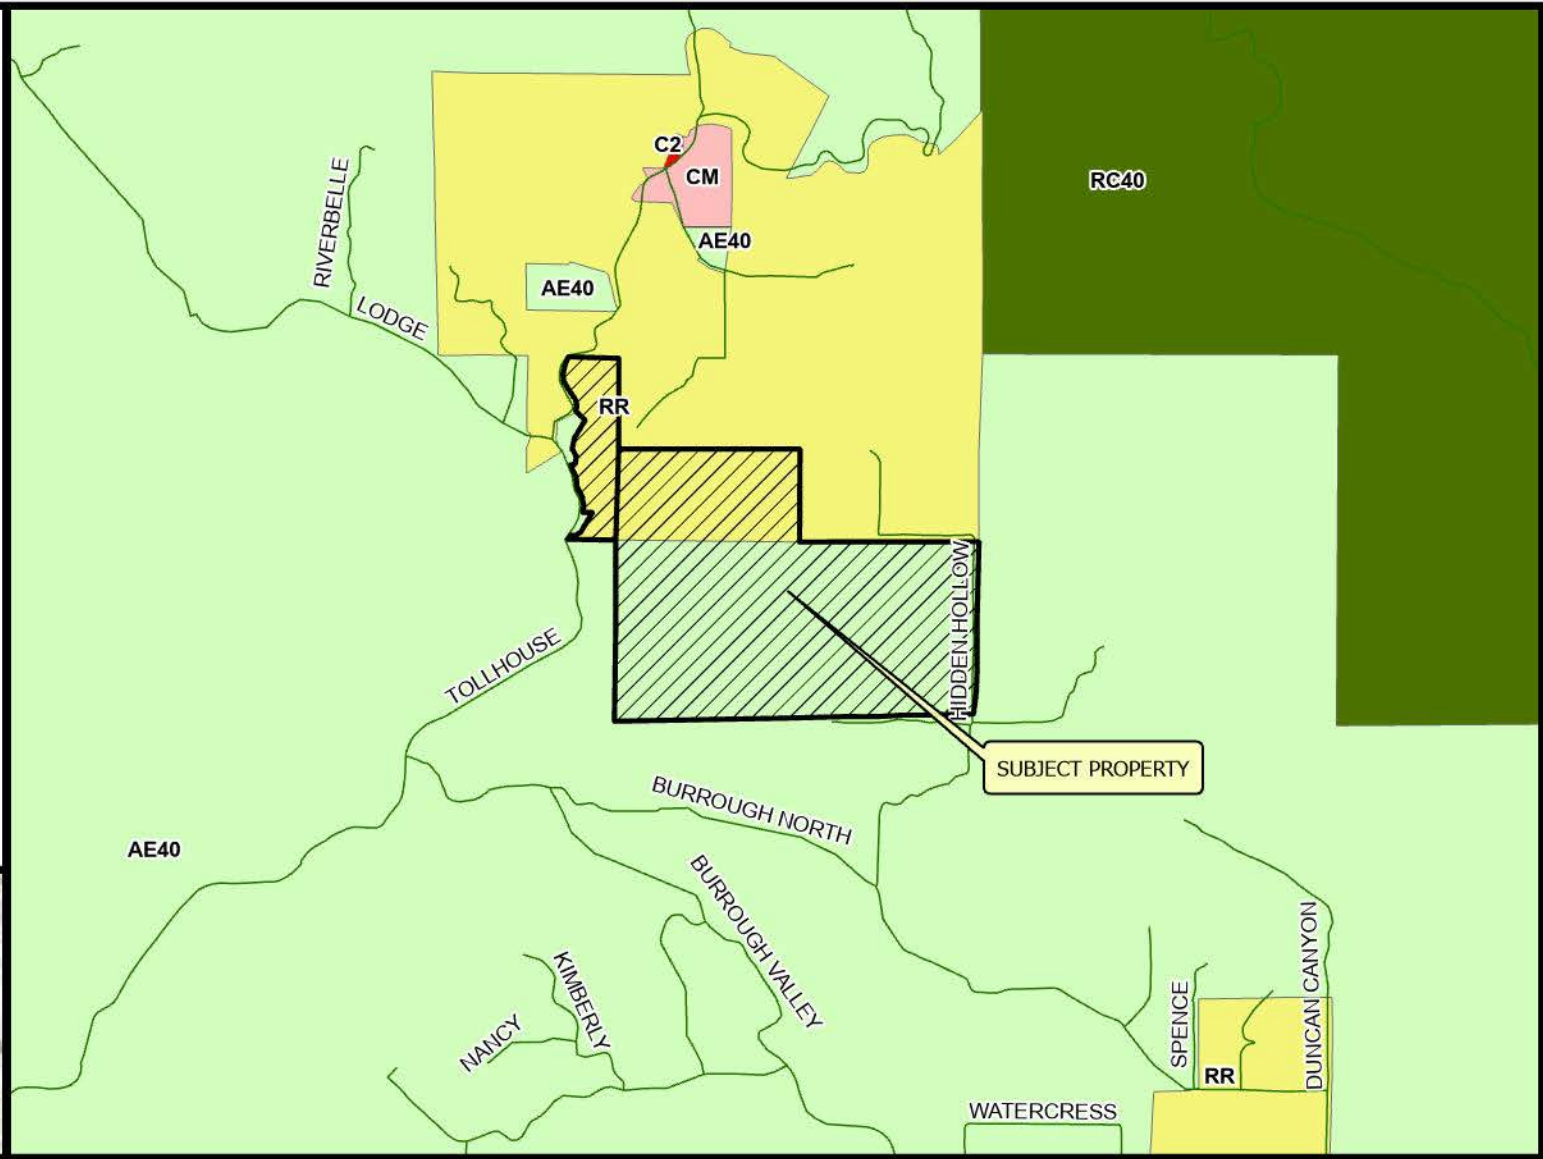 C2
CM
RC40
RIVERBELLE
AE40
AE40
LODGE
RR
HIDDEN HOLLOW
TOLLHOUSE
SUBJECT PROPERTY
BURROUGH NORTH
AE40
BURROUGH VALLEY
KIMBERLY
NANCY
SPENCE
DUNCAN CANYON
RR
WATERCRESS